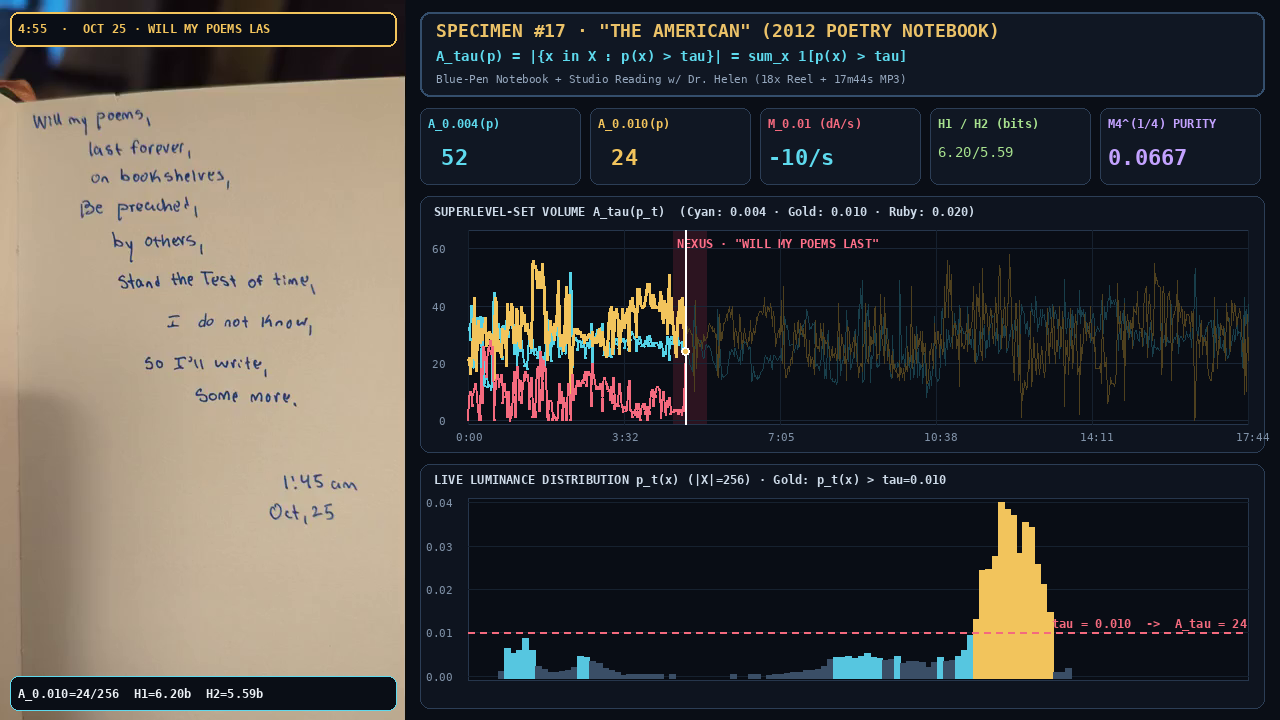 4:55 · OCT 25 · WILL MY POEMS LAS
Will my poems,
last forever,
on bookshelves,
Be preached,
by others,
Stand the Test of time,
I do not know,
So I'll write,
Some more.
1:45 am
Oct, 25
A_0.010=24/256 H1=6.20b H2=5.59b
SPECIMEN #17 · "THE AMERICAN" (2012 POETRY NOTEBOOK)
A_tau(p) = |{x in X : p(x) > tau}| = sum_x 1[p(x) > tau]
Blue-Pen Notebook + Studio Reading w/ Dr. Helen (18x Reel + 17m44s MP3)
A_0.004(p)
52
A_0.010(p)
24
M_0.01 (dA/s)
-10/s
H1 / H2 (bits)
6.20/5.59
M4^(1/4) PURITY
0.0667
SUPERLEVEL-SET VOLUME A_tau(p_t) (Cyan: 0.004 · Gold: 0.010 · Ruby: 0.020)
NEXUS · "WILL MY POEMS LAST"
60
40
20
0
0:00 3:32 7:05 10:38 14:11 17:44
LIVE LUMINANCE DISTRIBUTION p_t(x) (|X|=256) · Gold: p_t(x) > tau=0.010
0.04
0.03
0.02
0.01
0.00
tau = 0.010 -> A_tau = 24